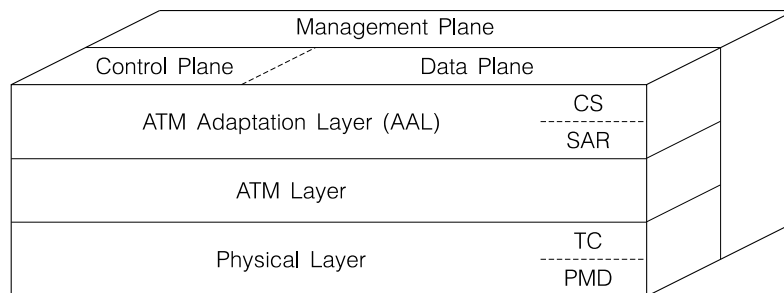 Management Plane
Control Plane Data Plane
CS
ATM Adaptation Layer (AAL)
SAR
ATM Layer
TC
Physical Layer
PMD